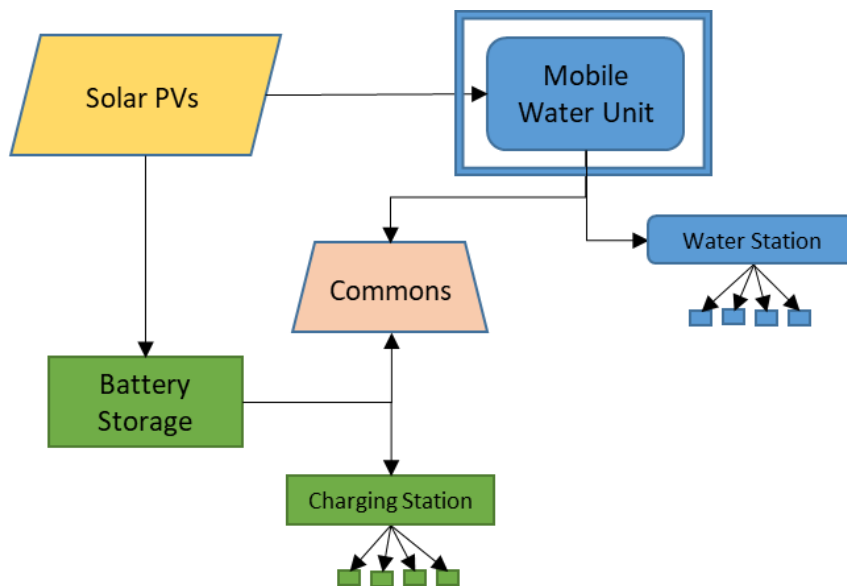 Solar PVs
Mobile
Water Unit
Water Station
Commons
Battery
Storage
Charging Station